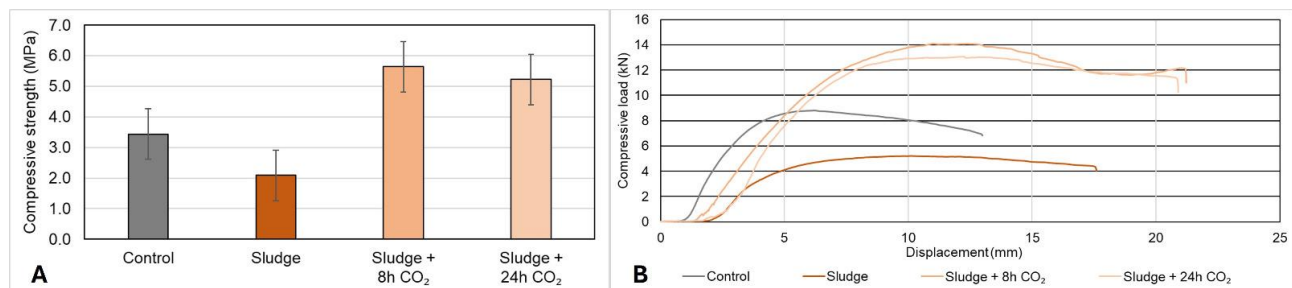 Compressive strength (MPa)
7.0
6.0
5.0
4.0
3.0
2.0
1.0
0.0
Control
Sludge
Sludge +
8h CO₂
Sludge +
24h CO₂
A
Compressive load (kN)
16
14
12
10
8
6
4
2
0
0 5 10 15 20 25
Displacement (mm)
B
Control Sludge Sludge + 8h CO₂ Sludge + 24h CO₂